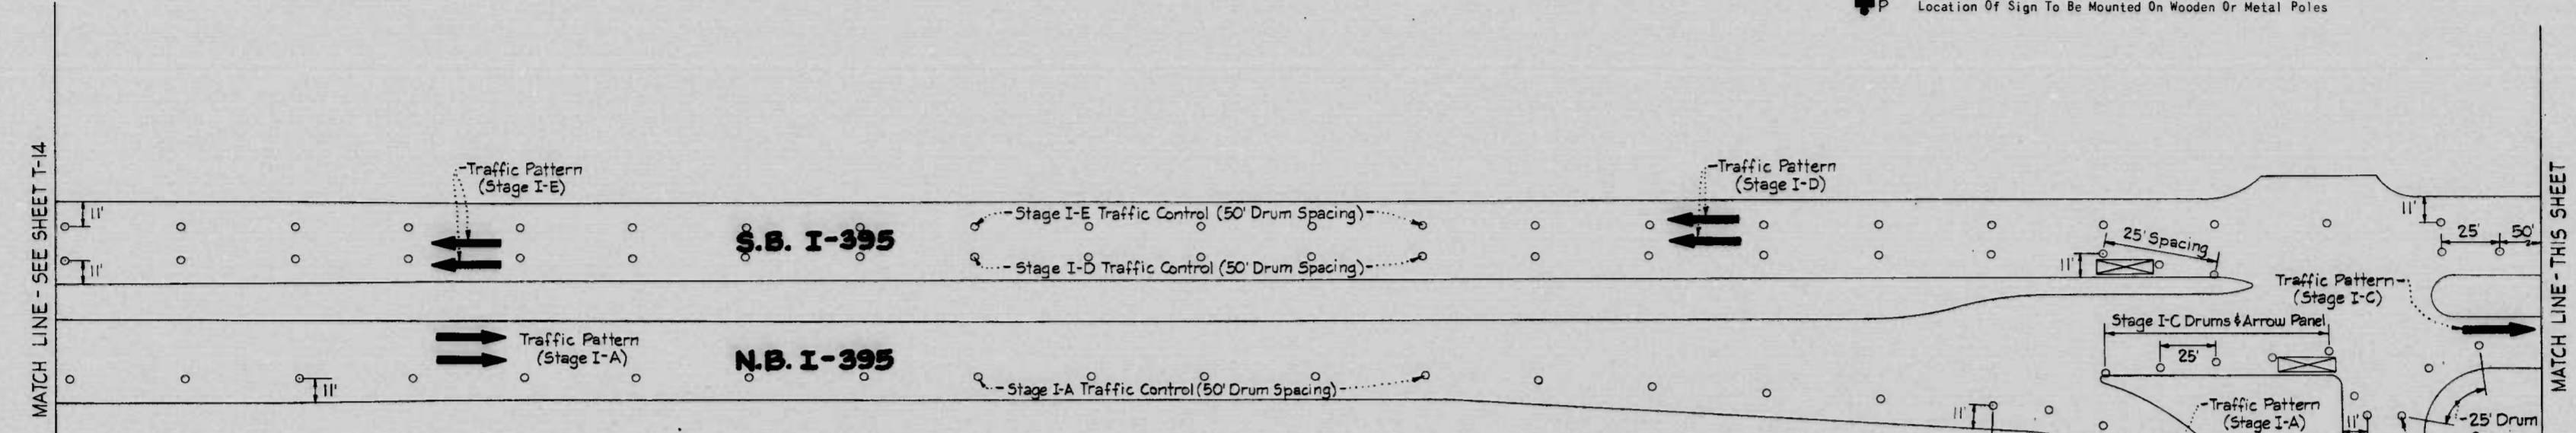 P Location Of Sign To Be Mounted On Wooden Or Metal Poles
MATCH LINE - SEE SHEET T-14
Traffic Pattern
(Stage I-E)
Traffic Pattern
(Stage I-D)
11'
Stage I-E Traffic Control (50' Drum Spacing)
S.B. I-395
11'
Stage I-D Traffic Control (50' Drum Spacing)
11'
25' Spacing
11'
25'
50'
Traffic Pattern
(Stage I-C)
MATCH LINE - THIS SHEET
Traffic Pattern
(Stage I-A)
N.B. I-395
11'
Stage I-A Traffic Control (50' Drum Spacing)
Stage I-C Drums & Arrow Panel
25'
11'
Traffic Pattern
(Stage I-A)
11'
25' Drum